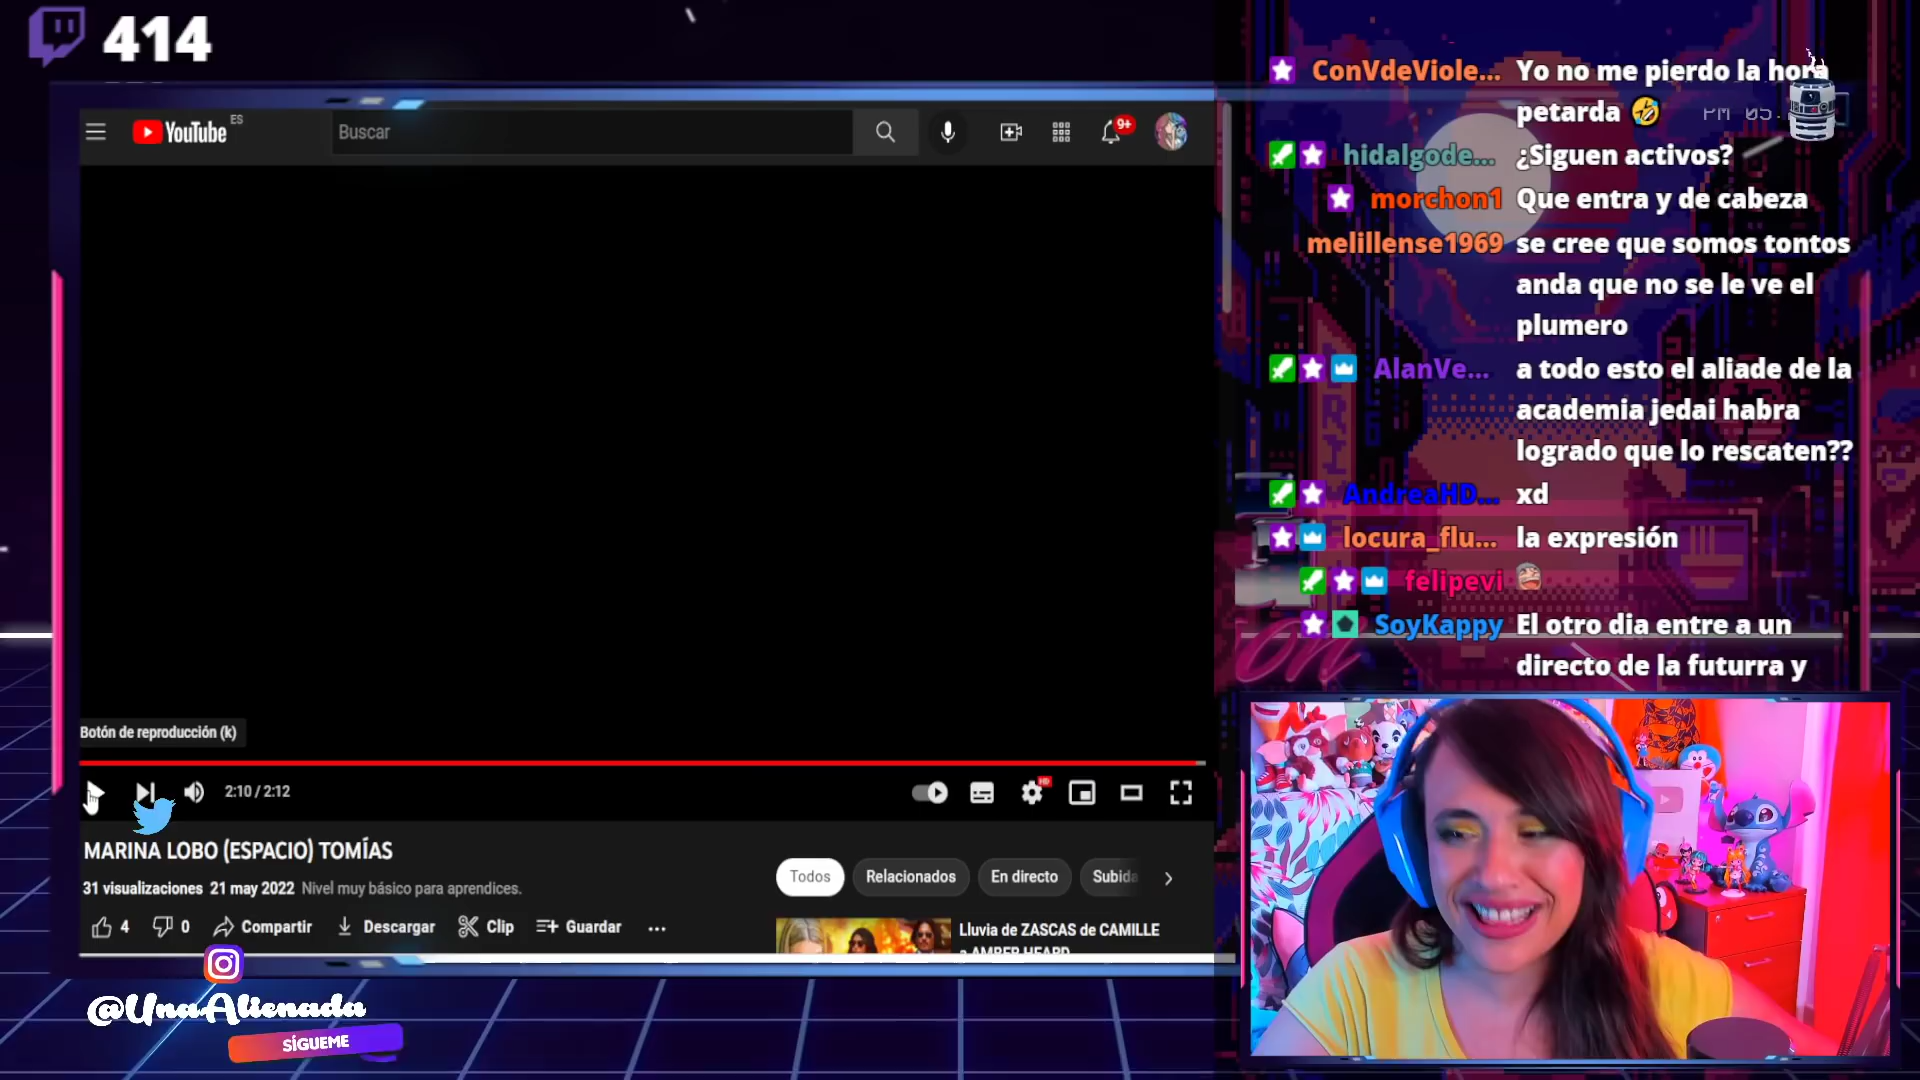 414
YouTube ES
Buscar
9+
Botón de reproducción (k)
2:10 / 2:12
HD
MARINA LOBO (ESPACIO) TOMÍAS
31 visualizaciones 21 may 2022 Nivel muy básico para aprendices.
4 0 Compartir Descargar Clip Guardar ...
Todos Relacionados En directo Subida
Lluvia de ZASCAS de CAMILLE
a AMBER HEARD
@UnaAlienada
SÍGUEME
ConVdeViole... Yo no me pierdo la hora
petarda
PM 05.
hidalgode... ¿Siguen activos?
morchon1 Que entra y de cabeza
melillense1969 se cree que somos tontos
anda que no se le ve el
plumero
AlanVe... a todo esto el aliade de la
academia jedai habra
logrado que lo rescaten??
AndreaHD... xd
locura_flu... la expresión
felipevi
SoyKappy El otro dia entre a un
directo de la futurra y